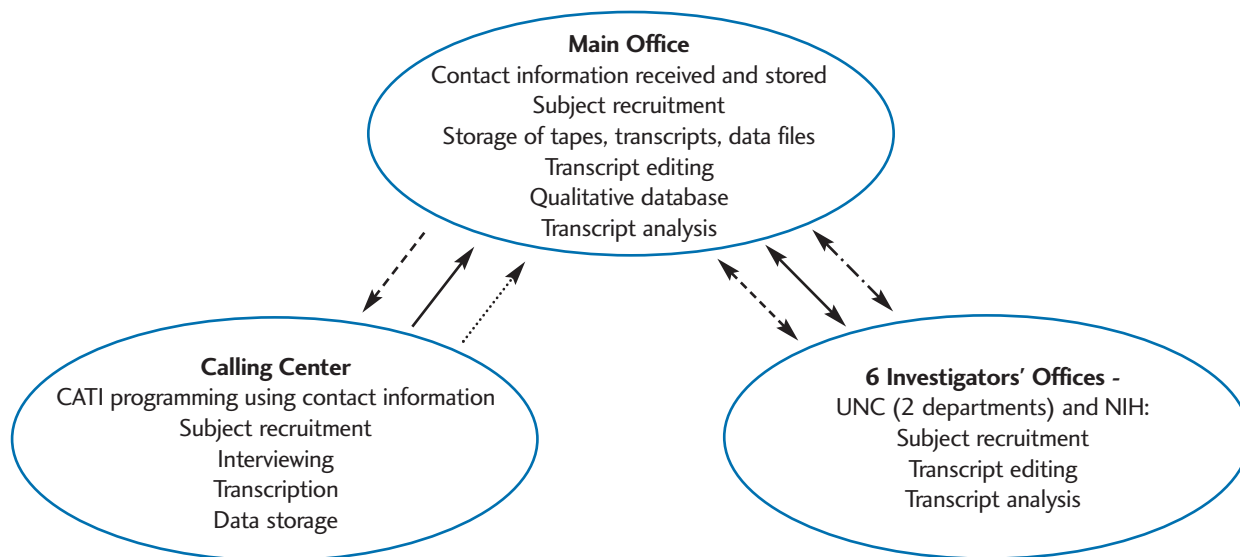 Main Office
Contact information received and stored
Subject recruitment
Storage of tapes, transcripts, data files
Transcript editing
Qualitative database
Transcript analysis
Calling Center
CATI programming using contact information
Subject recruitment
Interviewing
Transcription
Data storage
6 Investigators’ Offices -
UNC (2 departments) and NIH:
Subject recruitment
Transcript editing
Transcript analysis